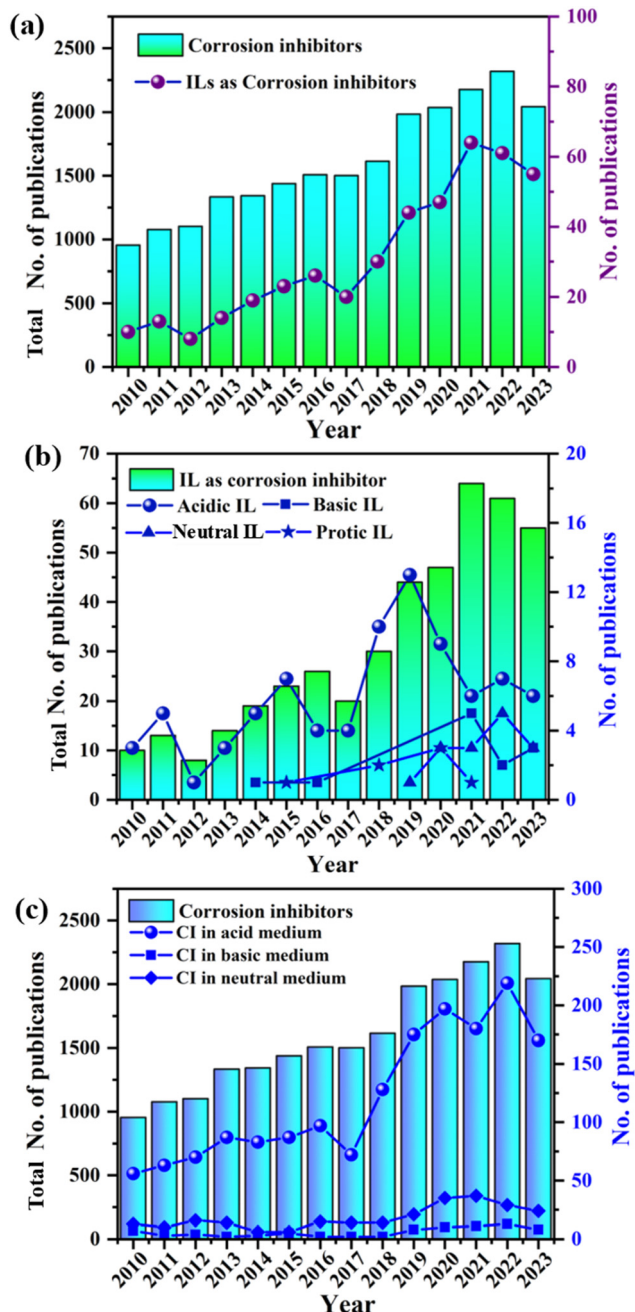 (a)
Corrosion inhibitors
ILs as Corrosion inhibitors
Total No. of publications
No. of publications
2500
2000
1500
1000
500
0
100
80
60
40
20
0
2010 2011 2012 2013 2014 2015 2016 2017 2018 2019 2020 2021 2022 2023
Year
(b)
IL as corrosion inhibitor
Acidic IL Basic IL
Neutral IL Protic IL
Total No. of publications
No. of publications
70
60
50
40
30
20
10
0
20
16
12
8
4
0
2010 2011 2012 2013 2014 2015 2016 2017 2018 2019 2020 2021 2022 2023
Year
(c)
Corrosion inhibitors
CI in acid medium
CI in basic medium
CI in neutral medium
Total No. of publications
No. of publications
2500
2000
1500
1000
500
0
300
250
200
150
100
50
0
2010 2011 2012 2013 2014 2015 2016 2017 2018 2019 2020 2021 2022 2023
Year